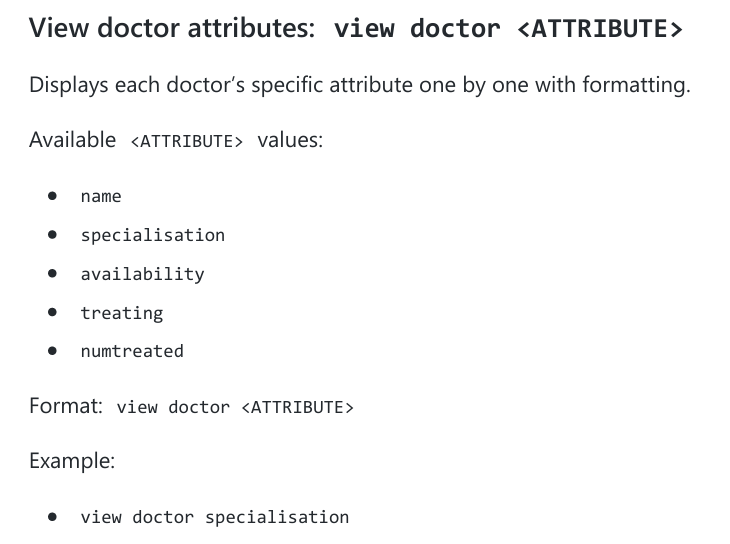 View doctor attributes: view doctor <ATTRIBUTE>
Displays each doctor's specific attribute one by one with formatting.
Available <ATTRIBUTE> values:
• name
• specialisation
• availability
• treating
• numtreated
Format: view doctor <ATTRIBUTE>
Example:
• view doctor specialisation